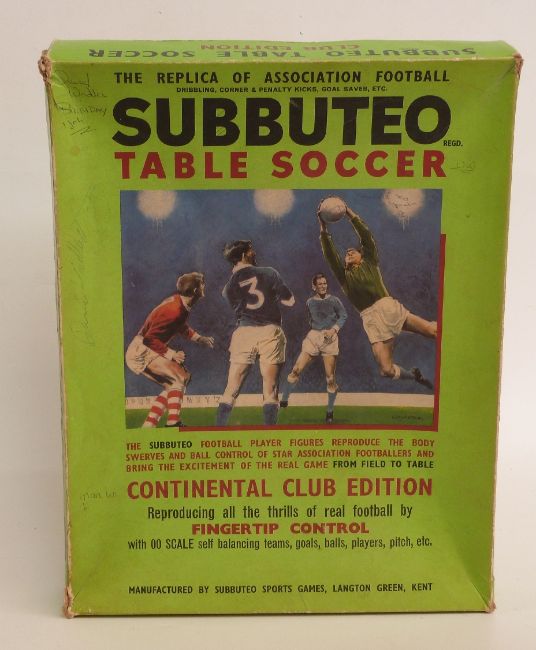 SUBBUTEO TABLE SOCCER
CLUB EDITION
THE REPLICA OF ASSOCIATION FOOTBALL
DRIBBLING, CORNER & PENALTY KICKS, GOAL SAVES, ETC.
SUBBUTEO
REGD.
TABLE SOCCER
3
THE SUBBUTEO FOOTBALL PLAYER FIGURES REPRODUCE THE BODY
SWERVES AND BALL CONTROL OF STAR ASSOCIATION FOOTBALLERS AND
BRING THE EXCITEMENT OF THE REAL GAME FROM FIELD TO TABLE
CONTINENTAL CLUB EDITION
Reproducing all the thrills of real football by
FINGERTIP CONTROL
with 00 SCALE self balancing teams, goals, balls, players, pitch, etc.
MANUFACTURED BY SUBBUTEO SPORTS GAMES, LANGTON GREEN, KENT